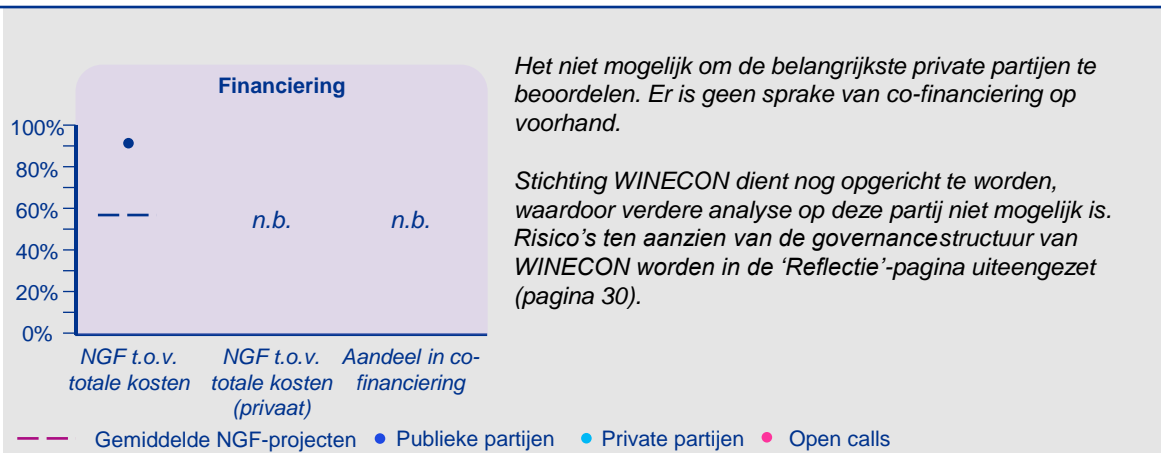 Financiering
100%
80%
60%
40%
20%
0%
n.b.
n.b.
NGF t.o.v.
totale kosten
NGF t.o.v.
totale kosten
(privaat)
Aandeel in co-
financiering
Gemiddelde NGF-projecten
Publieke partijen
Private partijen
Open calls
Het niet mogelijk om de belangrijkste private partijen te
beoordelen. Er is geen sprake van co-financiering op
voorhand.
Stichting WINECON dient nog opgericht te worden,
waardoor verdere analyse op deze partij niet mogelijk is.
Risico's ten aanzien van de governancestructuur van
WINECON worden in de ‘Reflectie’-pagina uiteengezet
(pagina 30).